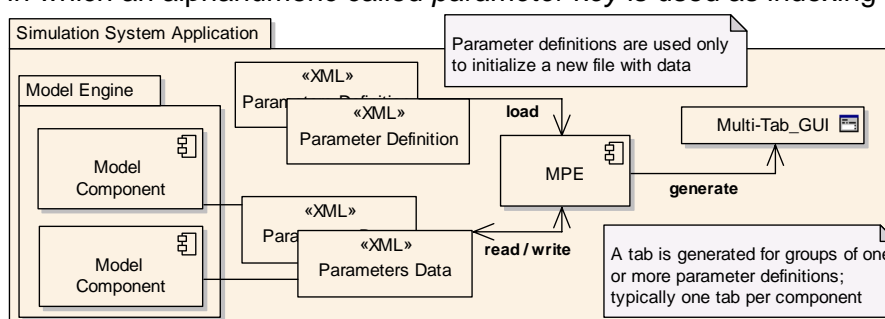 in which an alphanumeric called parameter key is used as indexing
Simulation System Application
Parameter definitions are used only
to initialize a new file with data
Model Engine
«XML»
«XML»
Parameter Definition
load
Multi-Tab_GUI
Model
Component
MPE
generate
«XML»
«XML»
Parameters Data
read / write
Model
Component
A tab is generated for groups of one
or more parameter definitions;
typically one tab per component